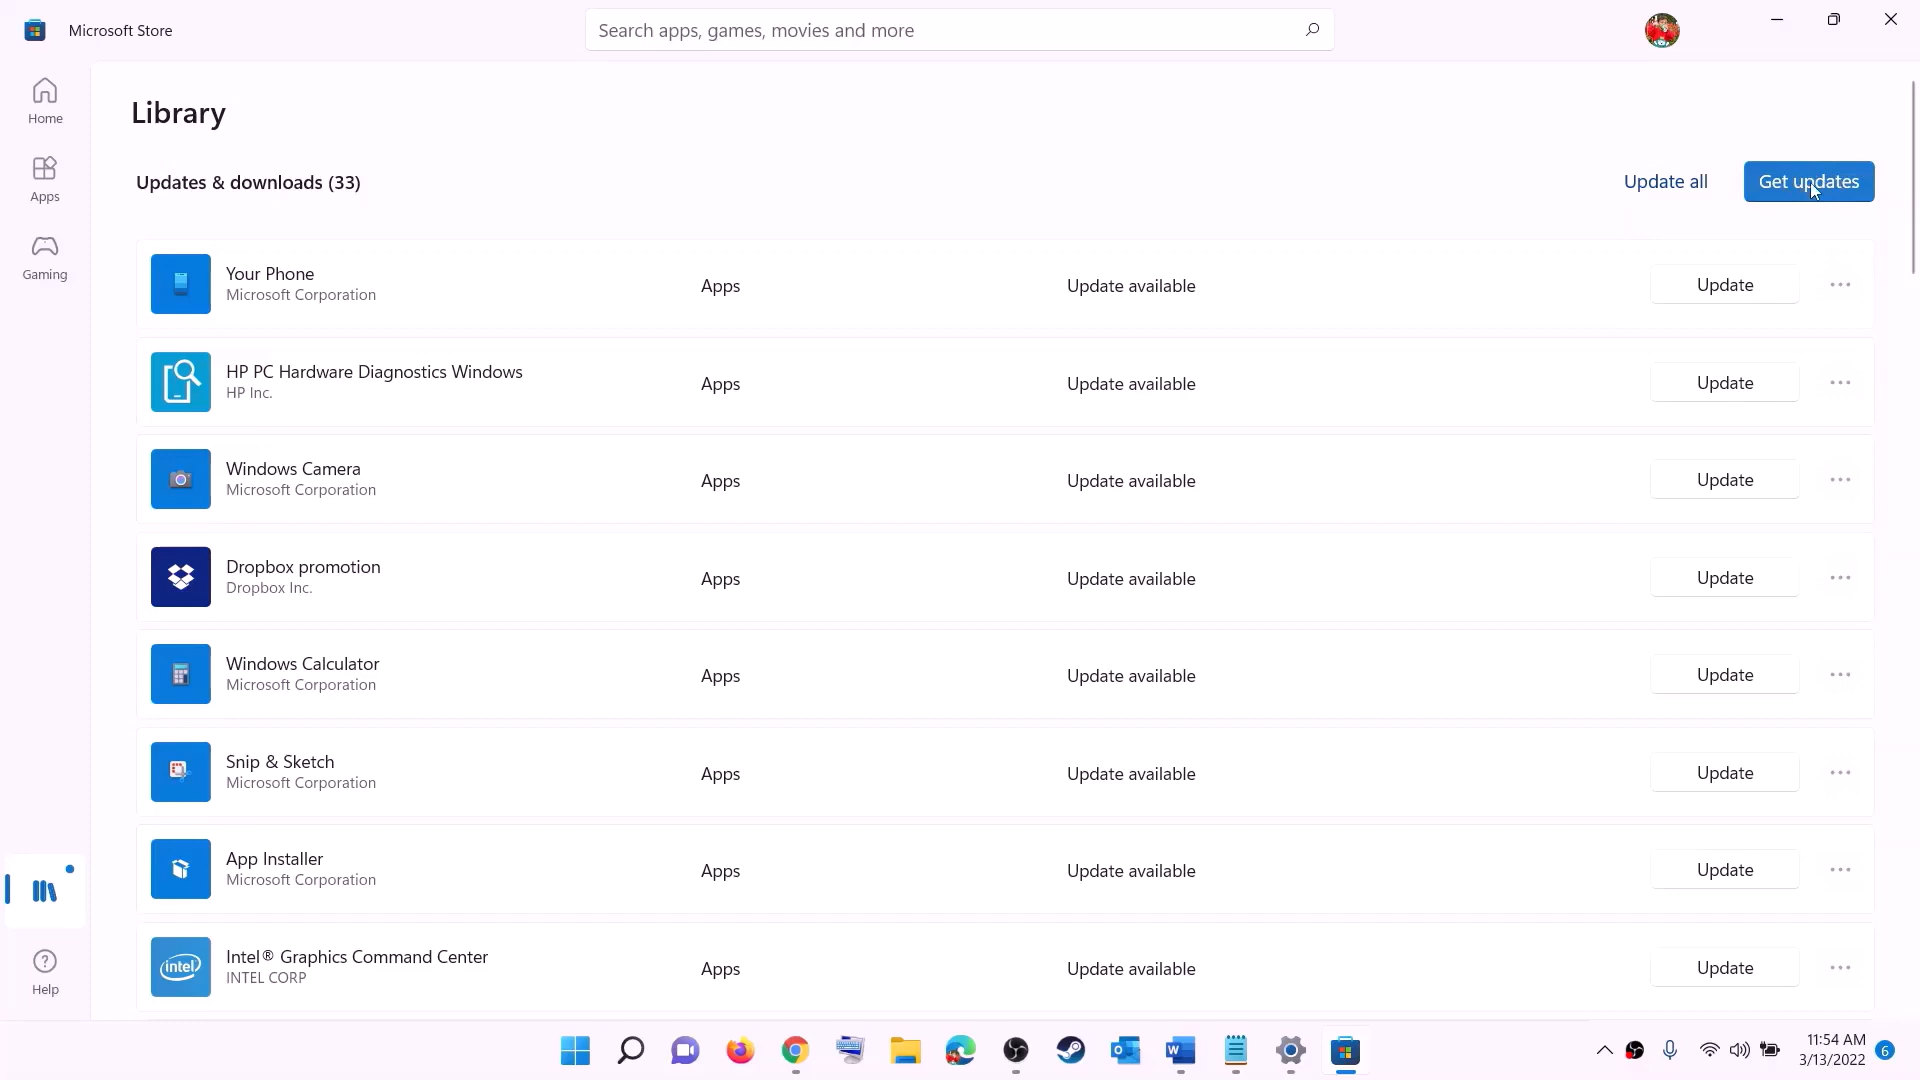 Microsoft Store
Search apps, games, movies and more
Home
Apps
Gaming
Library
Updates & downloads (33)
Update all
Get updates
Your Phone
Microsoft Corporation
Apps
Update available
Update
HP PC Hardware Diagnostics Windows
HP Inc.
Apps
Update available
Update
Windows Camera
Microsoft Corporation
Apps
Update available
Update
Dropbox promotion
Dropbox Inc.
Apps
Update available
Update
Windows Calculator
Microsoft Corporation
Apps
Update available
Update
Snip & Sketch
Microsoft Corporation
Apps
Update available
Update
App Installer
Microsoft Corporation
Apps
Update available
Update
intel
Intel® Graphics Command Center
INTEL CORP
Apps
Update available
Update
Help
11:54 AM
3/13/2022
6